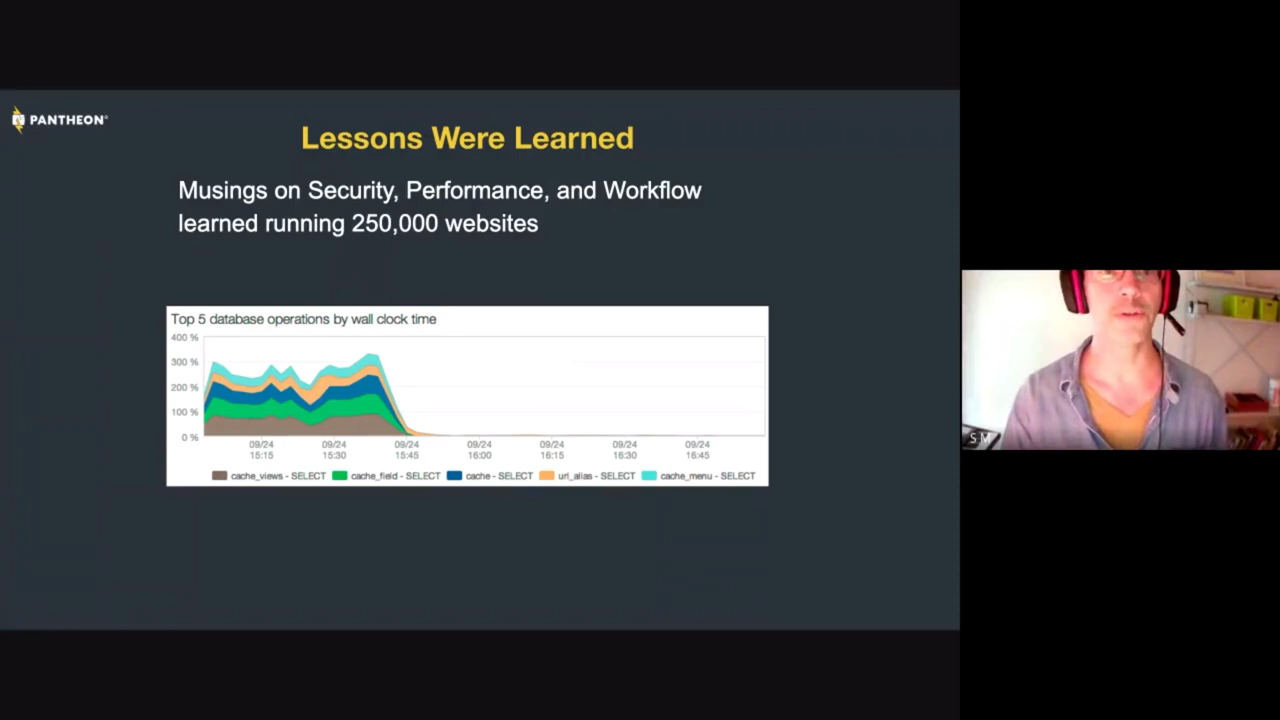 PANTHEON
Lessons Were Learned
Musings on Security, Performance, and Workflow
learned running 250,000 websites
Top 5 database operations by wall clock time
400 %
300 %
200 %
100 %
0 %
09/24 09/24 09/24 09/24 09/24 09/24 09/24
15:15 15:30 15:45 16:00 16:15 16:30 16:45
cache_views - SELECT cache_field - SELECT cache - SELECT url_alias - SELECT cache_menu - SELECT
S M